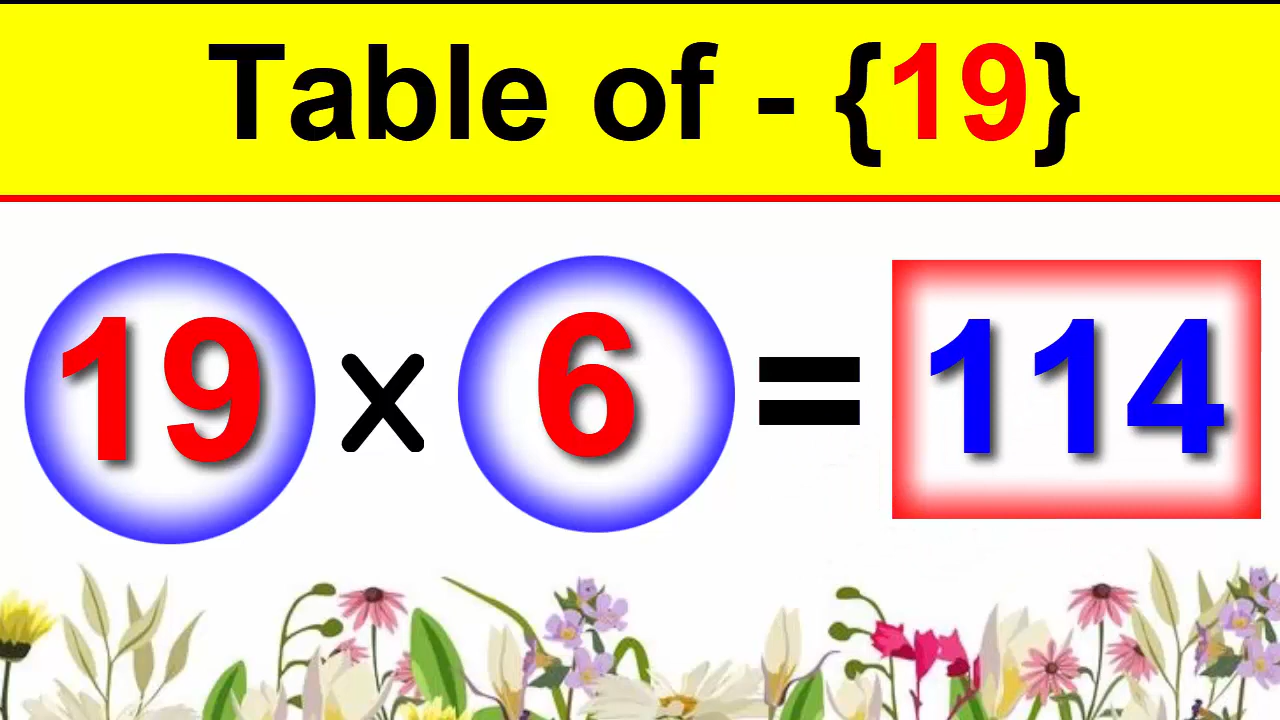 Table of - {19}
19 x 6 = 114